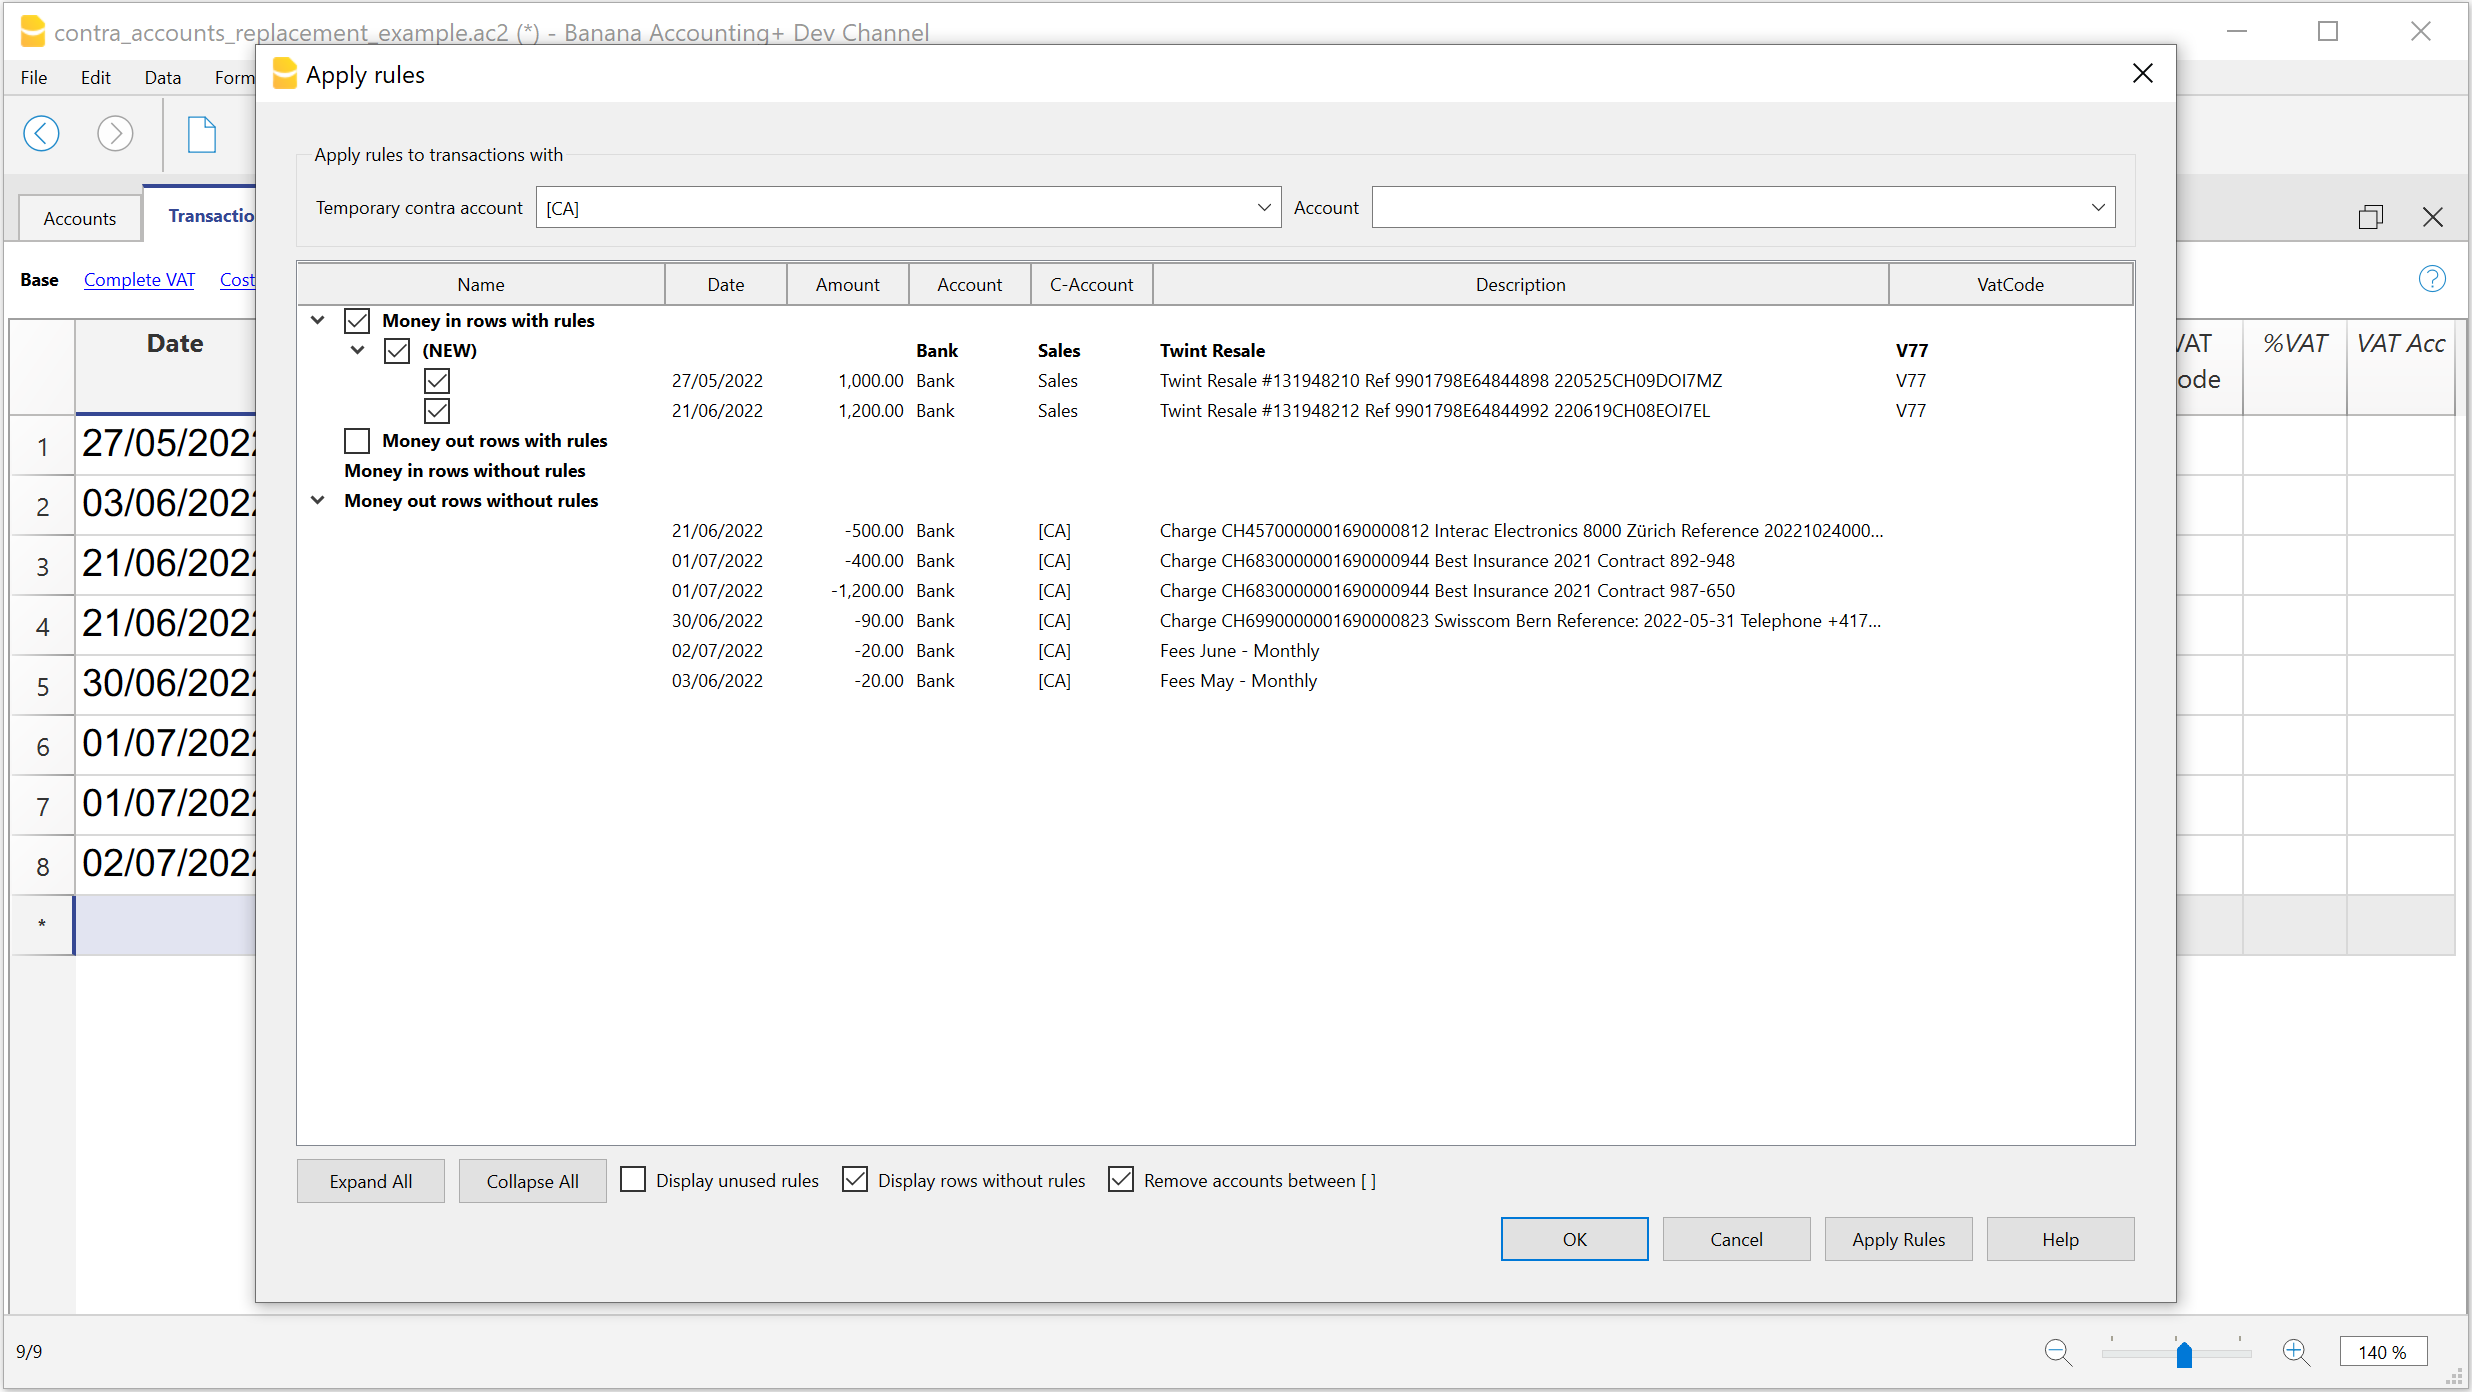 contra_accounts_replacement_example.ac2 (*) - Banana Accounting+ Dev Channel
File Edit Data Form
Apply rules
Accounts Transactio
Base Complete VAT Cost
Apply rules to transactions with
Temporary contra account [CA] Account
Name Date Amount Account C-Account Description VatCode
Money in rows with rules
(NEW) Bank Sales Twint Resale V77
27/05/2022 1,000.00 Bank Sales Twint Resale #131948210 Ref 9901798E64844898 220525CH09DOI7MZ V77
21/06/2022 1,200.00 Bank Sales Twint Resale #131948212 Ref 9901798E64844992 220619CH08EOI7EL V77
Money out rows with rules
Money in rows without rules
Money out rows without rules
21/06/2022 -500.00 Bank [CA] Charge CH4570000001690000812 Interac Electronics 8000 Zürich Reference 20221024000...
01/07/2022 -400.00 Bank [CA] Charge CH6830000001690000944 Best Insurance 2021 Contract 892-948
01/07/2022 -1,200.00 Bank [CA] Charge CH6830000001690000944 Best Insurance 2021 Contract 987-650
30/06/2022 -90.00 Bank [CA] Charge CH6990000001690000823 Swisscom Bern Reference: 2022-05-31 Telephone +417...
02/07/2022 -20.00 Bank [CA] Fees June - Monthly
03/06/2022 -20.00 Bank [CA] Fees May - Monthly
Expand All Collapse All Display unused rules Display rows without rules Remove accounts between [ ]
OK Cancel Apply Rules Help
Date VAT %VAT VAT Acc
ode
1 27/05/2022
2 03/06/2022
3 21/06/2022
4 21/06/2022
5 30/06/2022
6 01/07/2022
7 01/07/2022
8 02/07/2022
*
9/9 140 %